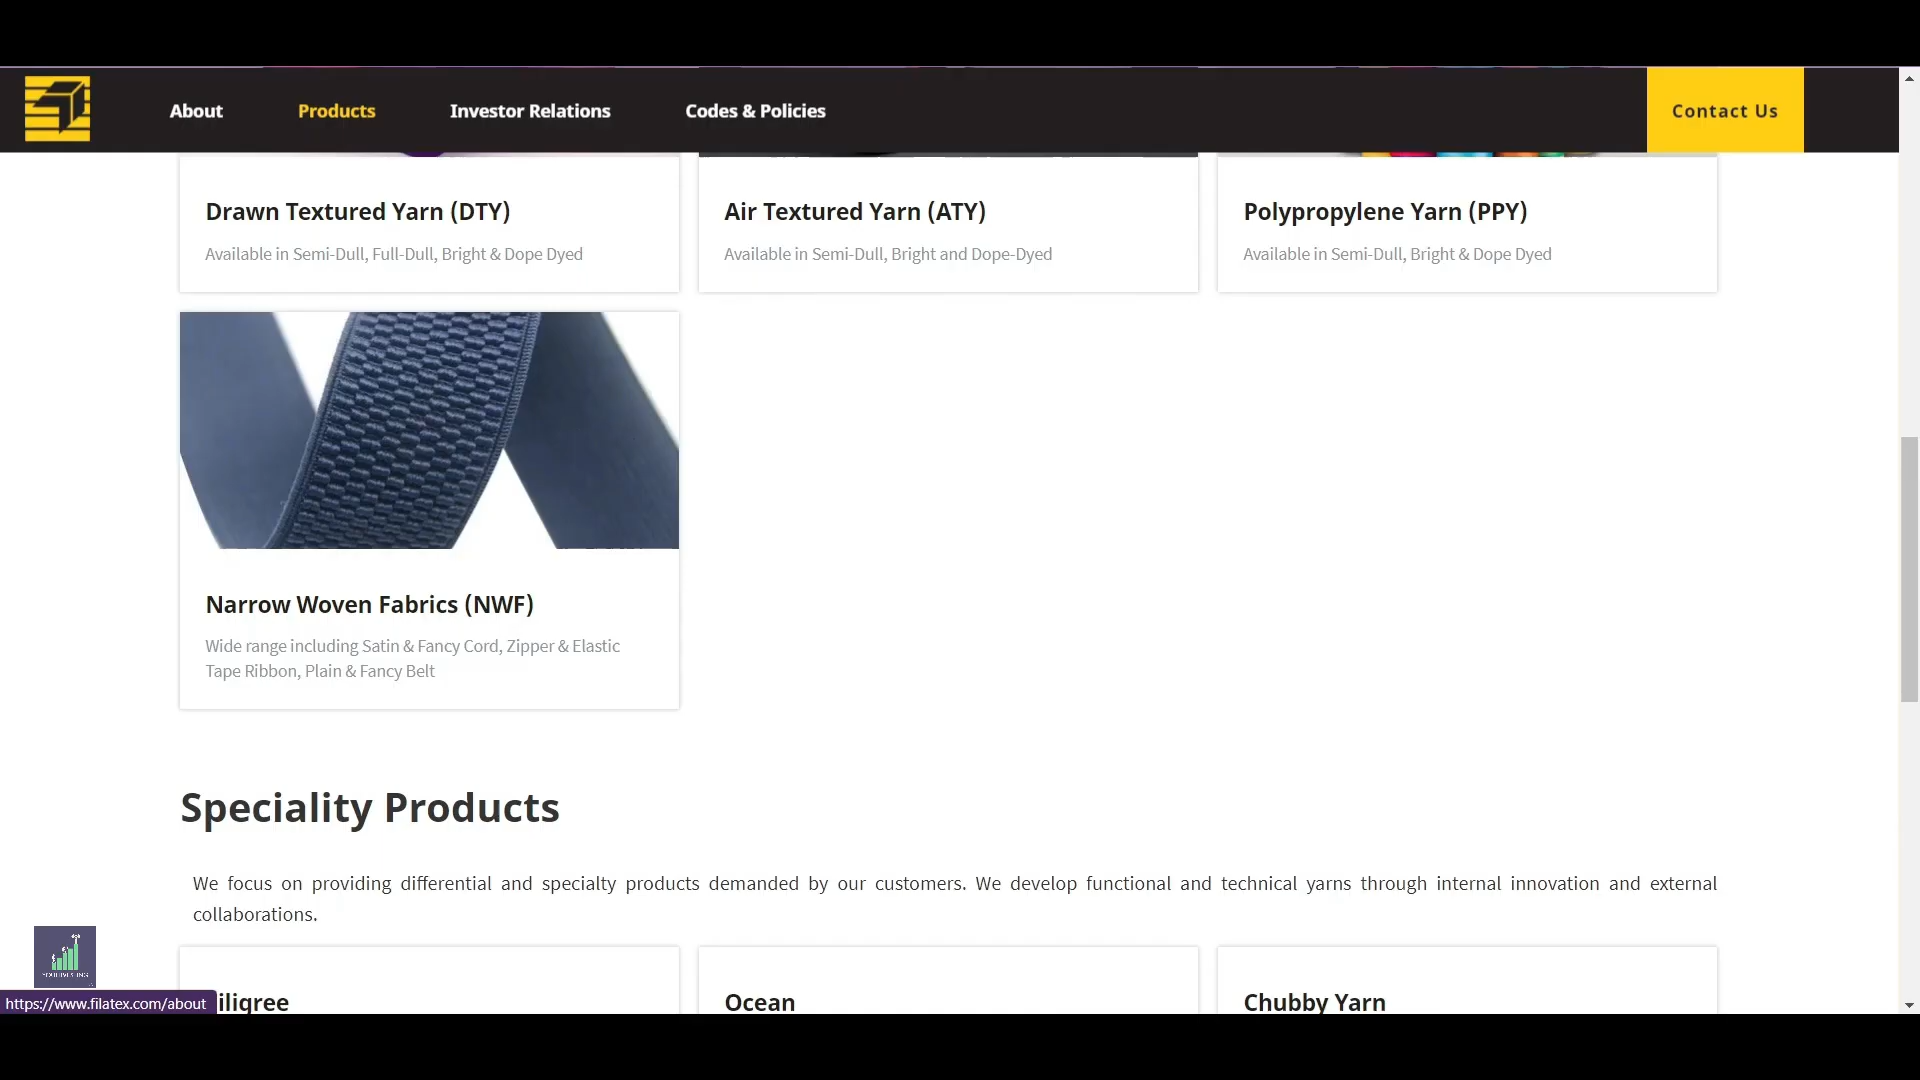 About
Products
Investor Relations
Codes & Policies
Contact Us
Drawn Textured Yarn (DTY)
Available in Semi-Dull, Full-Dull, Bright & Dope Dyed
Air Textured Yarn (ATY)
Available in Semi-Dull, Bright and Dope-Dyed
Polypropylene Yarn (PPY)
Available in Semi-Dull, Bright & Dope Dyed
Narrow Woven Fabrics (NWF)
Wide range including Satin & Fancy Cord, Zipper & Elastic
Tape Ribbon, Plain & Fancy Belt
Speciality Products
We focus on providing differential and specialty products demanded by our customers. We develop functional and technical yarns through internal innovation and external
collaborations.
iligree
Ocean
Chubby Yarn
https://www.filatex.com/about